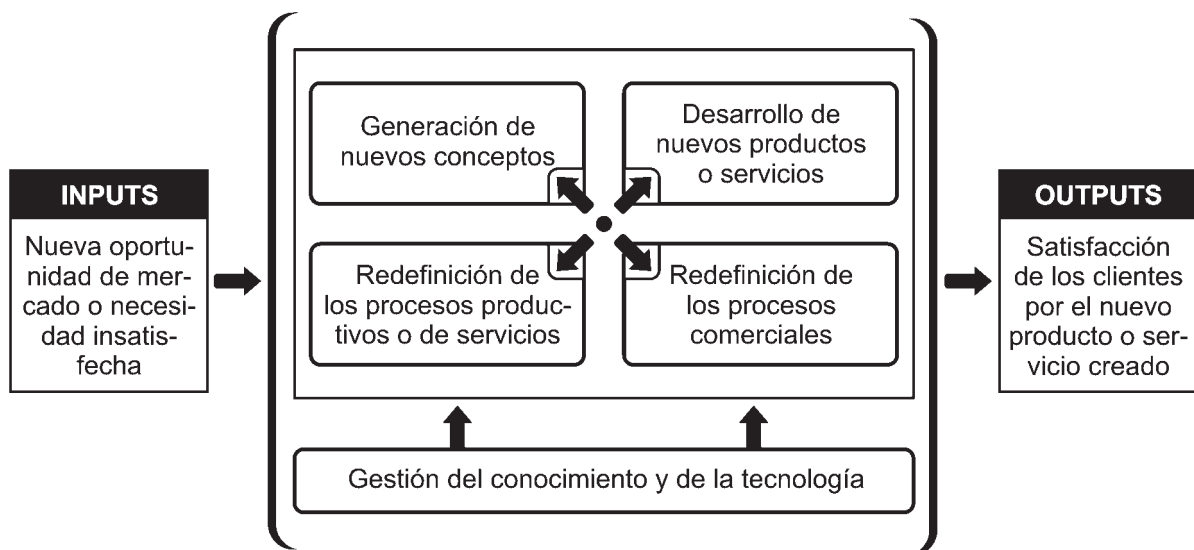 INPUTS
Nueva oportu-
nidad de mer-
cado o necesi-
dad insatis-
fecha
Generación de
nuevos conceptos
Desarrollo de
nuevos productos
o servicios
Redefinición de
los procesos produc-
tivos o de servicios
Redefinición de
los procesos
comerciales
Gestión del conocimiento y de la tecnología
OUTPUTS
Satisfacción
de los clientes
por el nuevo
producto o ser-
vicio creado